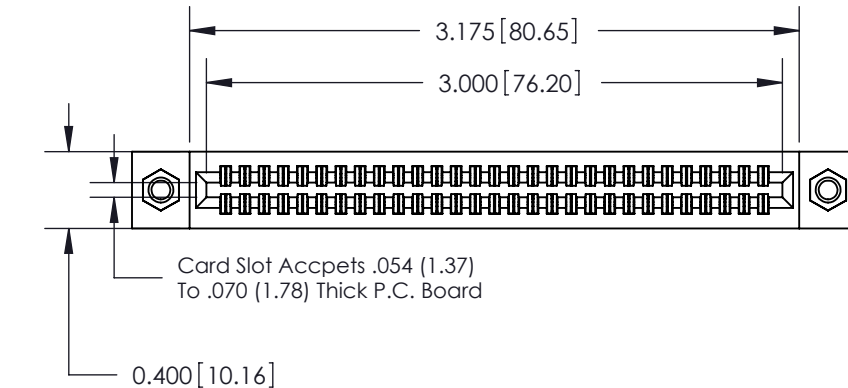 3.175[80.65]
3.000[76.20]
Card Slot Accpets .054 (1.37)
To .070 (1.78) Thick P.C. Board
0.400[10.16]